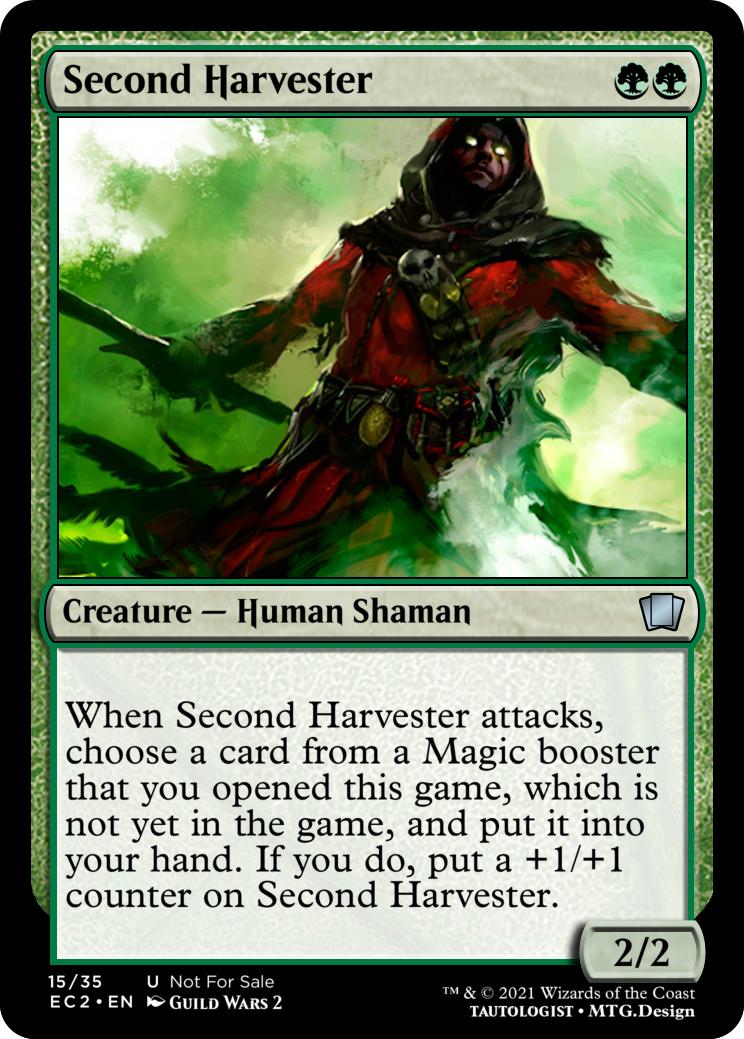 Second Harvester
Creature — Human Shaman
When Second Harvester attacks,
choose a card from a Magic booster
that you opened this game, which is
not yet in the game, and put it into
your hand. If you do, put a +1/+1
counter on Second Harvester.
2/2
15/35 U Not For Sale
EC2 • EN Guild Wars 2
™ & © 2021 Wizards of the Coast
TAUTOLOGIST • MTG.Design